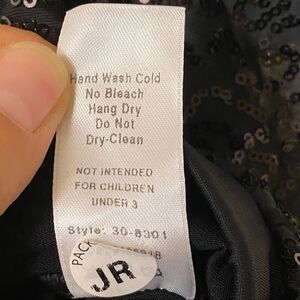 Hand Wash Cold
No Bleach
Hang Dry
Do Not
Dry-Clean
NOT INTENDED
FOR CHILDREN
UNDER 3
Style: 30-8301
PACK
JR